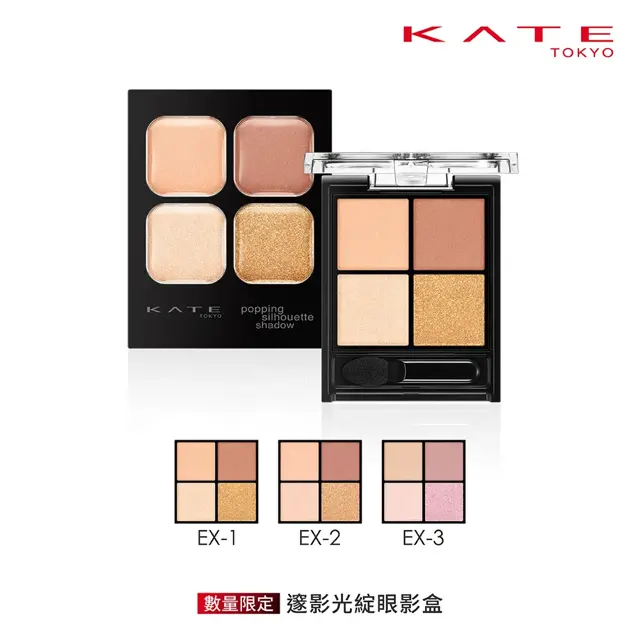 KATE
TOKYO
KATE
TOKYO
popping
silhouette
shadow
EX-1
EX-2
EX-3
數量限定 邃影光綻眼影盒